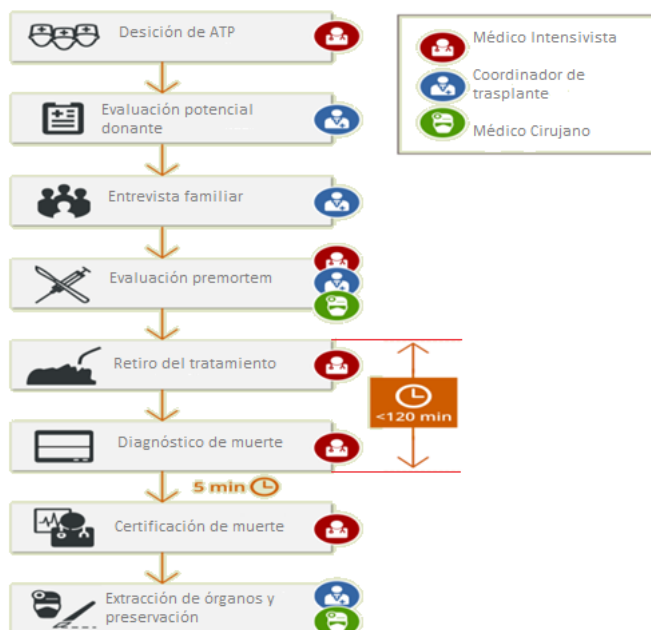 Desición de ATP
Evaluación potencial
donante
Entrevista familiar
Evaluación premortem
Retiro del tratamiento
<120 min
Diagnóstico de muerte
5 min
Certificación de muerte
Extracción de órganos y
preservación
Médico Intensivista
Coordinador de
trasplante
Médico Cirujano